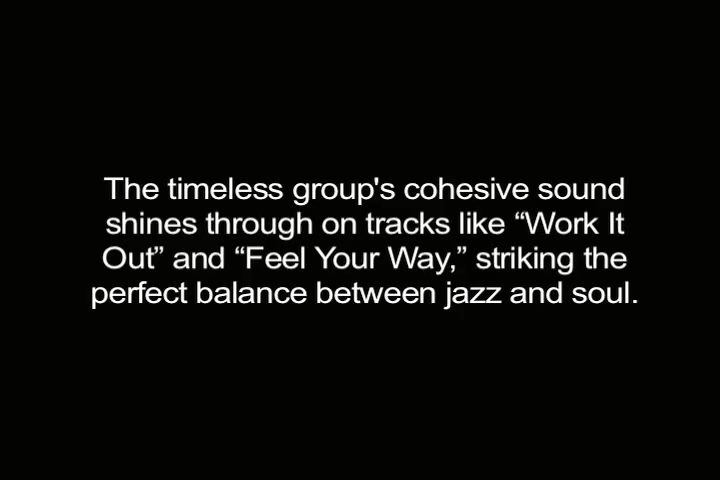 The timeless group's cohesive sound
shines through on tracks like “Work It
Out” and “Feel Your Way,” striking the
perfect balance between jazz and soul.